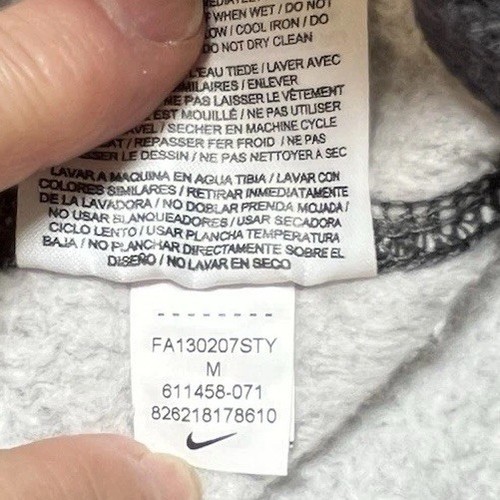 WHEN WET / DO NOT
LOW / COOL IRON / DO
DO NOT DRY CLEAN
L'EAU TIEDE / LAVER AVEC
SIMILAIRES / ENLEVER
NE PAS LAISSER LE VÊTEMENT
EST MOUILLÉ / NE PAS UTILISER
/ SECHER EN MACHINE CYCLE
/ REPASSER FER FROID / NE PAS
LE DESSIN / NE PAS NETTOYER A SEC
LAVAR A MAQUINA EN AGUA TIBIA / LAVAR CON
COLORES SIMILARES / RETIRAR INMEDIATAMENTE
DE LA LAVADORA / NO DOBLAR PRENDA MOJADA /
NO USAR BLANQUEADORES / USAR SECADORA
CICLO LENTO / USAR PLANCHA TEMPERATURA
BAJA / NO PLANCHAR DIRECTAMENTE SOBRE EL
DISEÑO / NO LAVAR EN SECO
FA130207STY
M
611458-071
826218178610